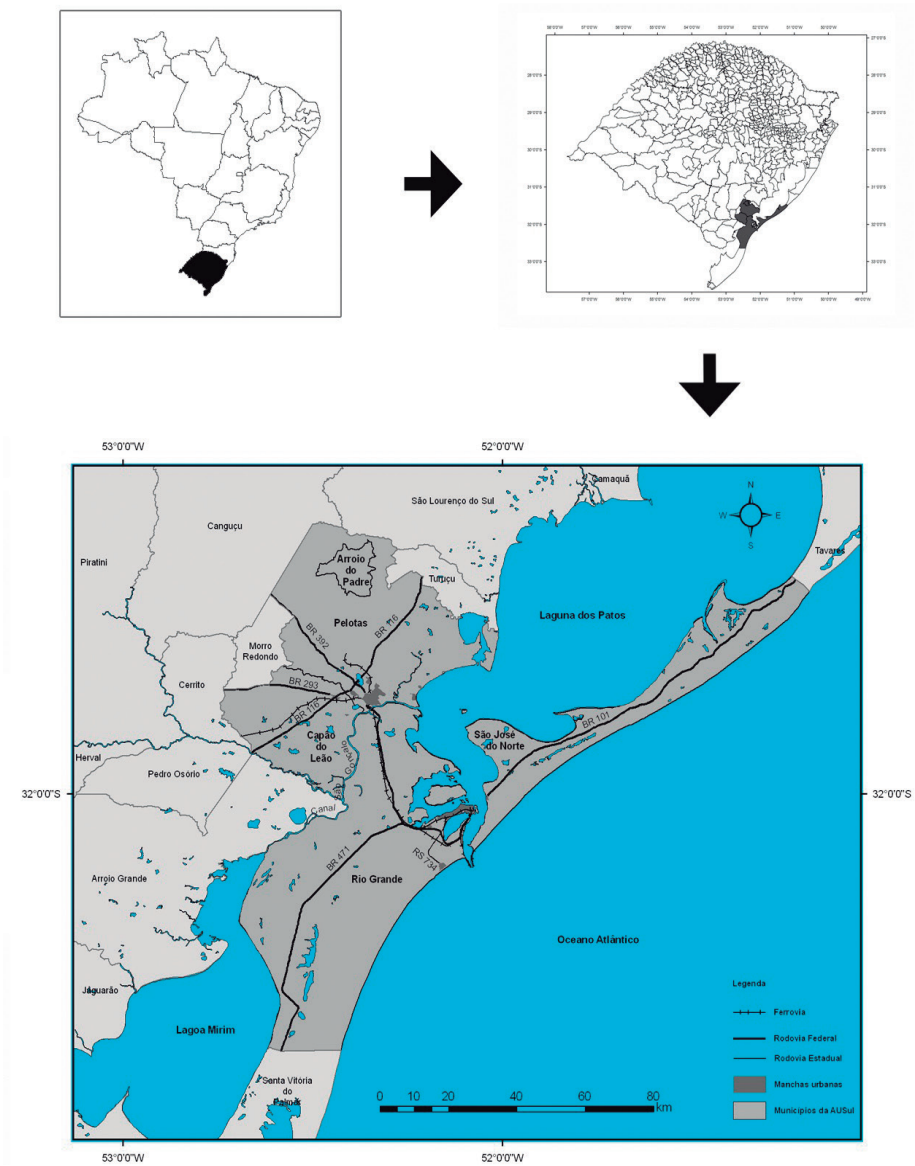 53°0'0"W
52°0'0"W
Camaquã
São Lourenço do Sul
N
W
E
S
Canguçu
Tavares
Piratini
Arroio
do
Padre
Turuçu
Laguna dos Patos
Pelotas
BR 392
BR 116
Morro
Redondo
Cerrito
BR 293
BR 116
BR 101
São José
do Norte
Capão
do
Leão
Herval
Pedro Osório
32°0'0"S
32°0'0"S
Canal São Gonçalo
BR 471
RS 734
Arroio Grande
Rio Grande
Oceano Atlântico
Jaguarão
Lagoa Mirim
Legenda
Ferrovia
Rodovia Federal
Rodovia Estadual
Manchas urbanas
Municípios da AUSul
Santa Vitória
do
Palmar
0 10 20 40 60 80
km
53°0'0"W
52°0'0"W